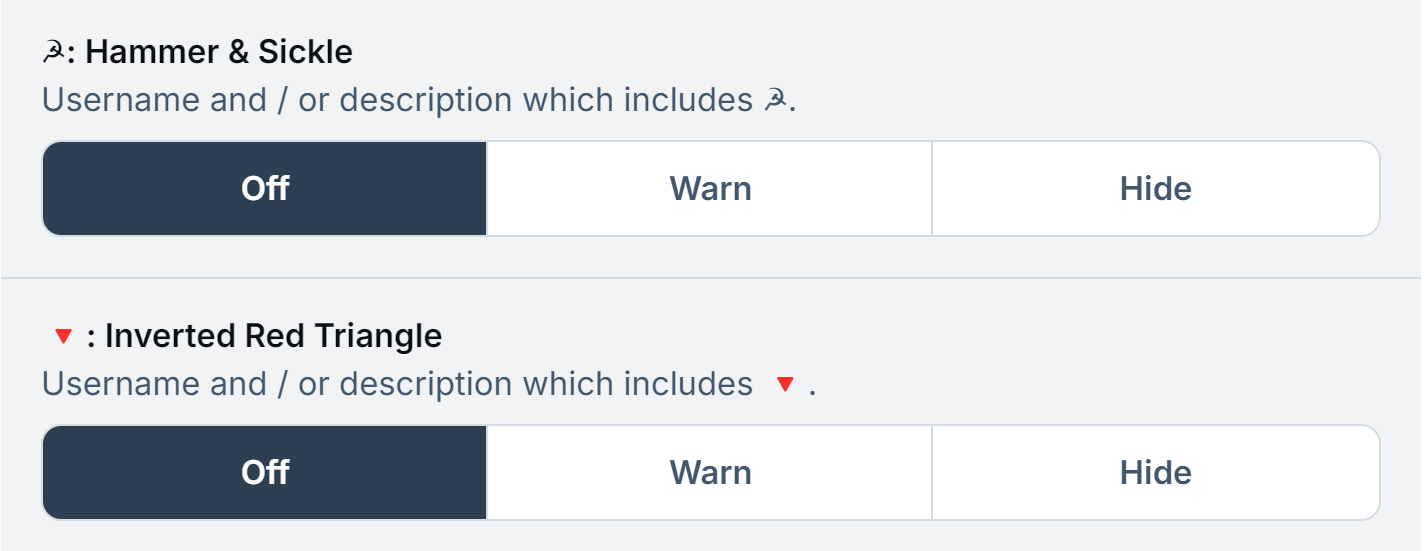 ☭: Hammer & Sickle
Username and / or description which includes ☭.
Off Warn Hide
🔻: Inverted Red Triangle
Username and / or description which includes 🔻.
Off Warn Hide